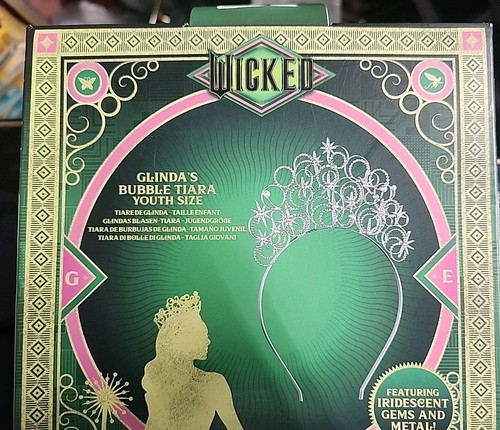 WICKED
GLINDA'S
BUBBLE TIARA
YOUTH SIZE
TIARE DE GLINDA - TAILLE ENFANT
GLINDAS BLASEN-TIARA - JUGENDGRÖßE
TIARA DE BURBUJAS DE GLINDA - TAMAÑO JUVENIL
TIARA DI BOLLE DI GLINDA - TAGLIA GIOVANI
G
E
FEATURING
IRIDESCENT
GEMS AND
METAL!